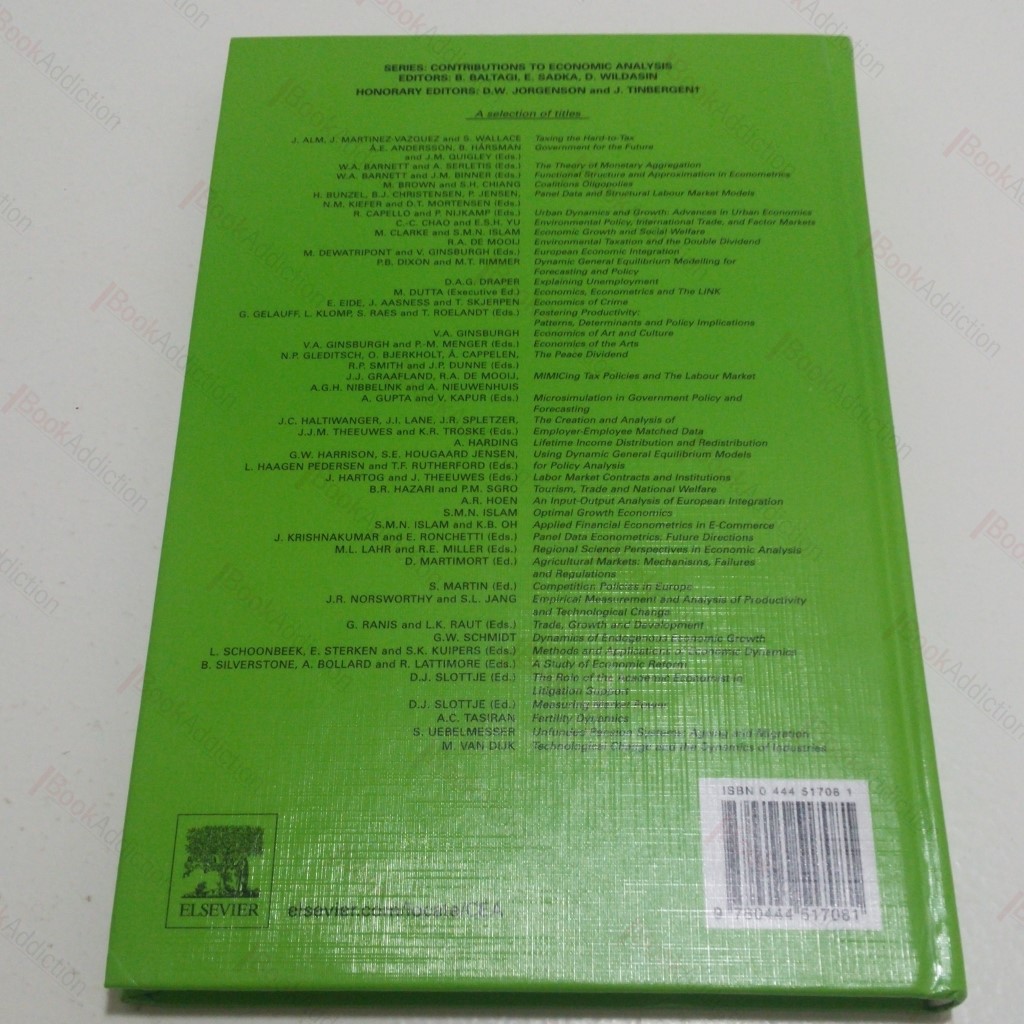 SERIES: CONTRIBUTIONS TO ECONOMIC ANALYSIS
EDITORS: B. BALTAGI, E. SADKA, D. WILDASIN
HONORARY EDITORS: D.W. JORGENSON and J. TINBERGEN†
A selection of titles
J. ALM, J. MARTINEZ-VAZQUEZ and S. WALLACE Taxing the Hard-to-Tax
Å.E. ANDERSSON, B. HÅRSMAN Government for the Future
and J.M. QUIGLEY (Eds.)
W.A. BARNETT and A. SERLETIS (Eds.) The Theory of Monetary Aggregation
W.A. BARNETT and J.M. BINNER (Eds.) Functional Structure and Approximation in Econometrics
M. BROWN and S.H. CHIANG Coalitions Oligopolies
H. BUNZEL, B.J. CHRISTENSEN, P. JENSEN, Panel Data and Structural Labour Market Models
N.M. KIEFER and D.T. MORTENSEN (Eds.)
R. CAPELLO and P. NIJKAMP (Eds.) Urban Dynamics and Growth: Advances in Urban Economics
C.-C. CHAO and E.S.H. YU Environmental Policy, International Trade, and Factor Markets
M. CLARKE and S.M.N. ISLAM Economic Growth and Social Welfare
R.A. DE MOOIJ Environmental Taxation and the Double Dividend
M. DEWATRIPONT and V. GINSBURGH (Eds.) European Economic Integration
P.B. DIXON and M.T. RIMMER Dynamic General Equilibrium Modelling for
Forecasting and Policy
D.A.G. DRAPER Explaining Unemployment
M. DUTTA (Executive Ed.) Economics, Econometrics and The LINK
E. EIDE, J. AASNESS and T. SKJERPEN Economics of Crime
G. GELAUFF, L. KLOMP, S. RAES and T. ROELANDT (Eds.) Fostering Productivity:
Patterns, Determinants and Policy Implications
V.A. GINSBURGH Economics of Art and Culture
V.A. GINSBURGH and P.-M. MENGER (Eds.) Economics of the Arts
N.P. GLEDITSCH, O. BJERKHOLT, Å. CAPPELEN, The Peace Dividend
R.P. SMITH and J.P. DUNNE (Eds.)
J.J. GRAAFLAND, R.A. DE MOOIJ, MIMICing Tax Policies and The Labour Market
A.G.H. NIBBELINK and A. NIEUWENHUIS
A. GUPTA and V. KAPUR (Eds.) Microsimulation in Government Policy and
Forecasting
J.C. HALTIWANGER, J.I. LANE, J.R. SPLETZER, The Creation and Analysis of
J.J.M. THEEUWES and K.R. TROSKE (Eds.) Employer-Employee Matched Data
A. HARDING Lifetime Income Distribution and Redistribution
G.W. HARRISON, S.E. HOUGAARD JENSEN, Using Dynamic General Equilibrium Models
L. HAAGEN PEDERSEN and T.F. RUTHERFORD (Eds.) for Policy Analysis
J. HARTOG and J. THEEUWES (Eds.) Labor Market Contracts and Institutions
B.R. HAZARI and P.M. SGRO Tourism, Trade and National Welfare
A.R. HOEN An Input-Output Analysis of European Integration
S.M.N. ISLAM Optimal Growth Economics
S.M.N. ISLAM and K.B. OH Applied Financial Econometrics in E-Commerce
J. KRISHNAKUMAR and E. RONCHETTI (Eds.) Panel Data Econometrics: Future Directions
M.L. LAHR and R.E. MILLER (Eds.) Regional Science Perspectives in Economic Analysis
D. MARTIMORT (Ed.) Agricultural Markets: Mechanisms, Failures
and Regulations
S. MARTIN (Ed.) Competition Policies in Europe
J.R. NORSWORTHY and S.L. JANG Empirical Measurement and Analysis of Productivity
and Technological Change
G. RANIS and L.K. RAUT (Eds.) Trade, Growth and Development
G.W. SCHMIDT Dynamics of Endogenous Economic Growth
L. SCHOONBEEK, E. STERKEN and S.K. KUIPERS (Eds.) Methods and Applications of Economic Dynamics
B. SILVERSTONE, A. BOLLARD and R. LATTIMORE (Eds.) A Study of Economic Reform
D.J. SLOTTJE (Ed.) The Role of the Academic Economist in
Litigation Support
D.J. SLOTTJE (Ed.) Measuring Market Power
A.C. TASIRAN Fertility Dynamics
S. UEBELMESSER Unfunded Pension Systems: Ageing and Migration
M. VAN DIJK Technological Change and the Dynamics of Industries
ISBN 0 444 51708 1
9 780444 517081
ELSEVIER
elsevier.com/locate/CEA
BookAddiction